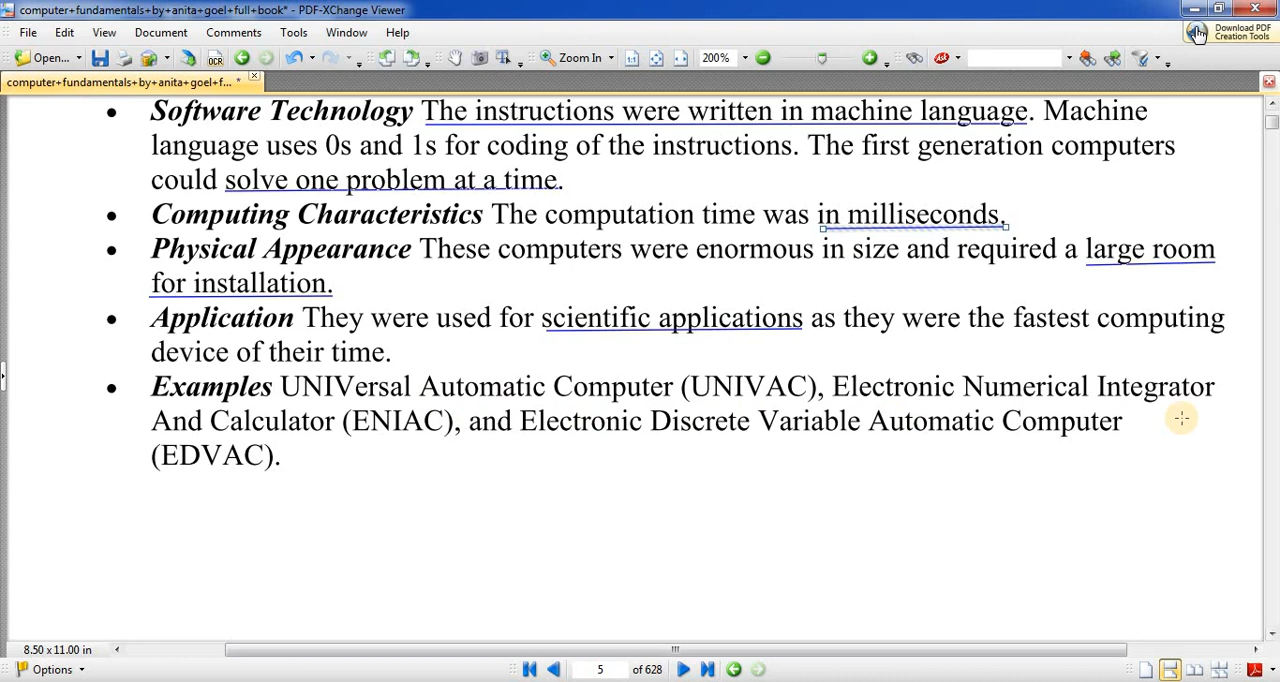 computer+fundamentals+by+anita+goel+full+book* - PDF-XChange Viewer
File Edit View Document Comments Tools Window Help
Download PDF
Creation Tools
Open... OCR Zoom In 200%
computer+fundamentals+by+anita+goel+f... *
• Software Technology The instructions were written in machine language. Machine
language uses 0s and 1s for coding of the instructions. The first generation computers
could solve one problem at a time.
• Computing Characteristics The computation time was in milliseconds.
• Physical Appearance These computers were enormous in size and required a large room
for installation.
• Application They were used for scientific applications as they were the fastest computing
device of their time.
• Examples UNIVersal Automatic Computer (UNIVAC), Electronic Numerical Integrator
And Calculator (ENIAC), and Electronic Discrete Variable Automatic Computer
(EDVAC).
8.50 x 11.00 in
Options 5 of 628